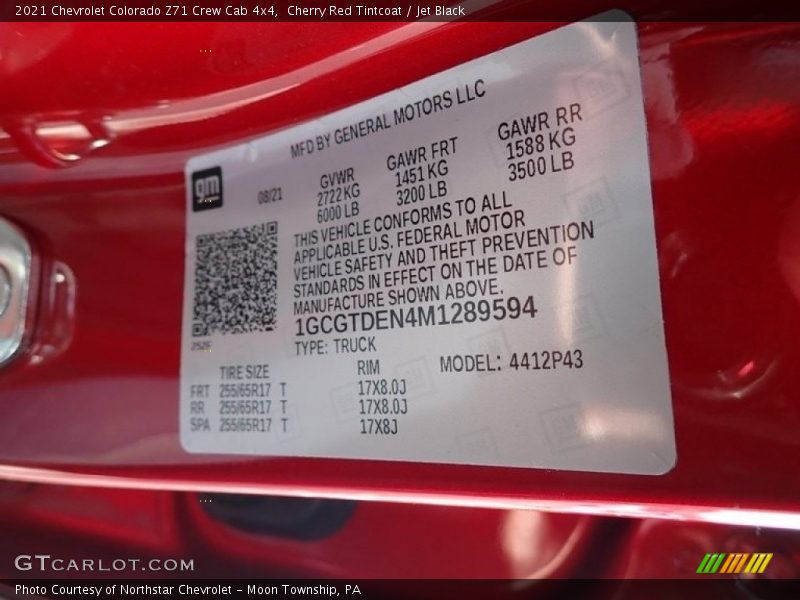 2021 Chevrolet Colorado Z71 Crew Cab 4x4,  Cherry Red Tintcoat / Jet Black
MFD BY GENERAL MOTORS LLC
gm
08/21
GVWR
2722 KG
6000 LB
GAWR FRT
1451 KG
3200 LB
GAWR RR
1588 KG
3500 LB
THIS VEHICLE CONFORMS TO ALL
APPLICABLE U.S. FEDERAL MOTOR
VEHICLE SAFETY AND THEFT PREVENTION
STANDARDS IN EFFECT ON THE DATE OF
MANUFACTURE SHOWN ABOVE.
1GCGTDEN4M1289594
TYPE: TRUCK
MODEL: 4412P43
TIRE SIZE RIM
FRT 255/65R17 T 17X8.0J
RR 255/65R17 T 17X8.0J
SPA 255/65R17 T 17X8J
GTCARLOT.COM
Photo Courtesy of Northstar Chevrolet - Moon Township, PA